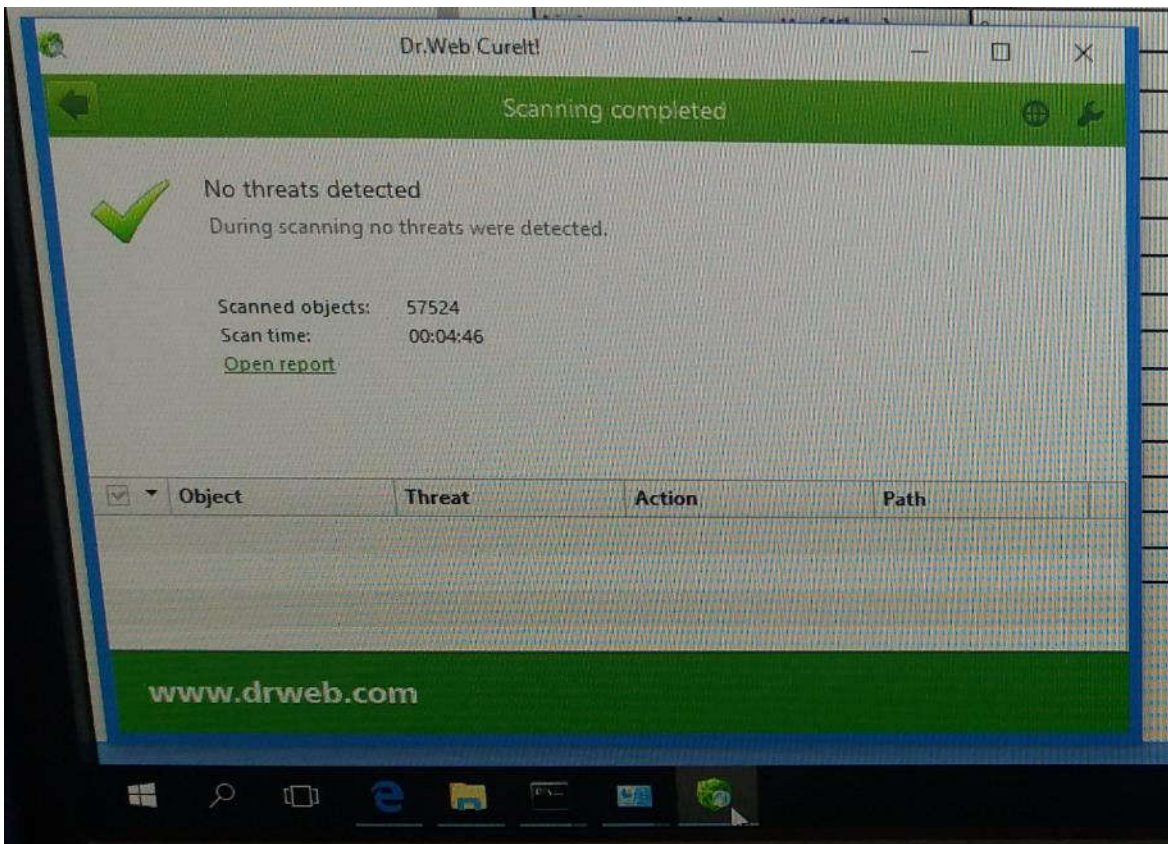 Dr.Web CureIt!
Scanning completed
No threats detected
During scanning no threats were detected.
Scanned objects: 57524
Scan time: 00:04:46
Open report
Object Threat Action Path
www.drweb.com